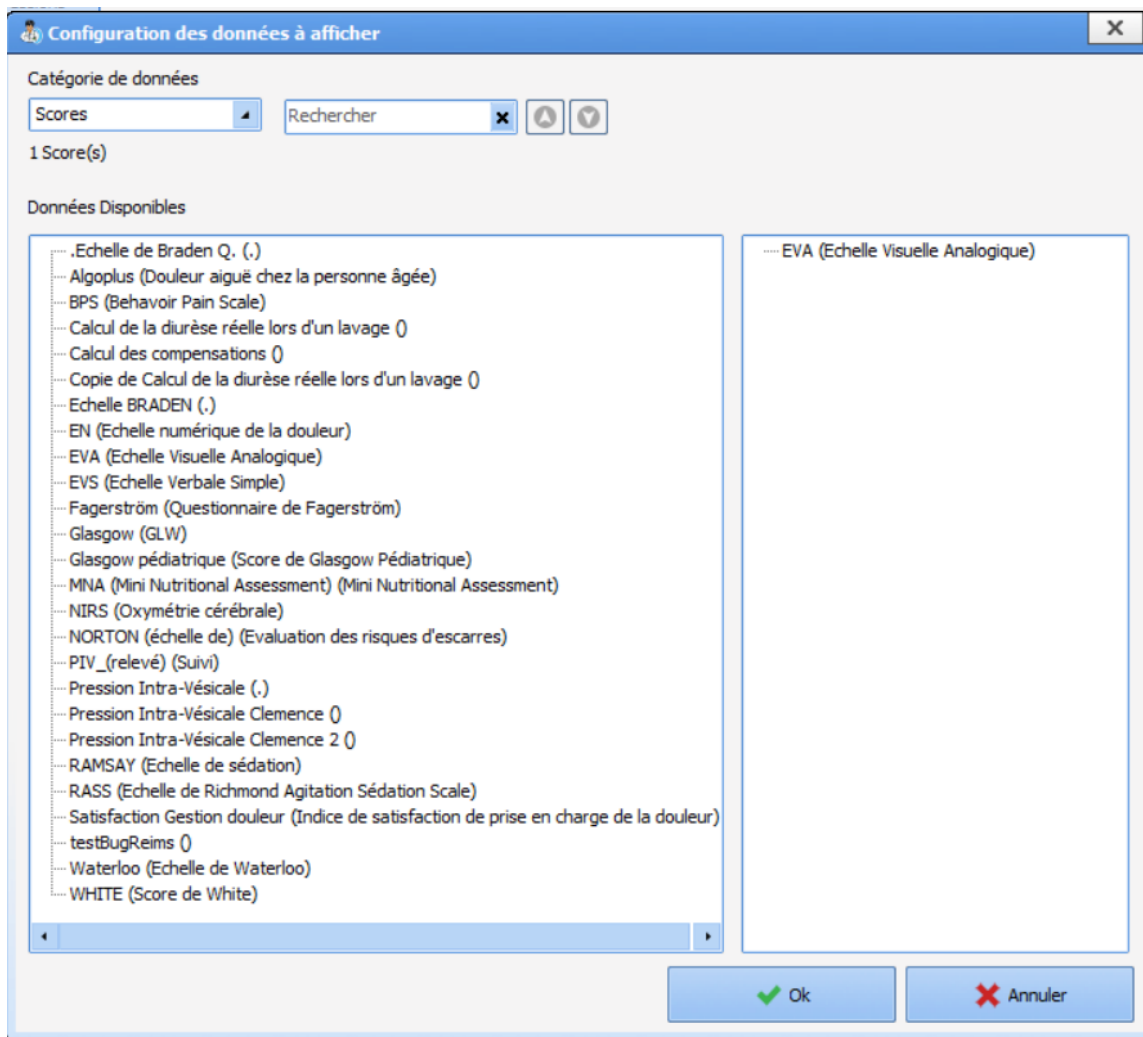 Configuration des données à afficher
Catégorie de données
Scores
Rechercher
1 Score(s)
Données Disponibles
.Echelle de Braden Q. (.)
Algoplus (Douleur aiguë chez la personne âgée)
BPS (Behavoir Pain Scale)
Calcul de la diurèse réelle lors d'un lavage ()
Calcul des compensations ()
Copie de Calcul de la diurèse réelle lors d'un lavage ()
Echelle BRADEN (.)
EN (Echelle numérique de la douleur)
EVA (Echelle Visuelle Analogique)
EVS (Echelle Verbale Simple)
Fagerström (Questionnaire de Fagerström)
Glasgow (GLW)
Glasgow pédiatrique (Score de Glasgow Pédiatrique)
MNA (Mini Nutritional Assessment) (Mini Nutritional Assessment)
NIRS (Oxymétrie cérébrale)
NORTON (échelle de) (Evaluation des risques d'escarres)
PIV_(relevé) (Suivi)
Pression Intra-Vésicale (.)
Pression Intra-Vésicale Clemence ()
Pression Intra-Vésicale Clemence 2 ()
RAMSAY (Echelle de sédation)
RASS (Echelle de Richmond Agitation Sédation Scale)
Satisfaction Gestion douleur (Indice de satisfaction de prise en charge de la douleur)
testBugReims ()
Waterloo (Echelle de Waterloo)
WHITE (Score de White)
EVA (Echelle Visuelle Analogique)
Ok
Annuler